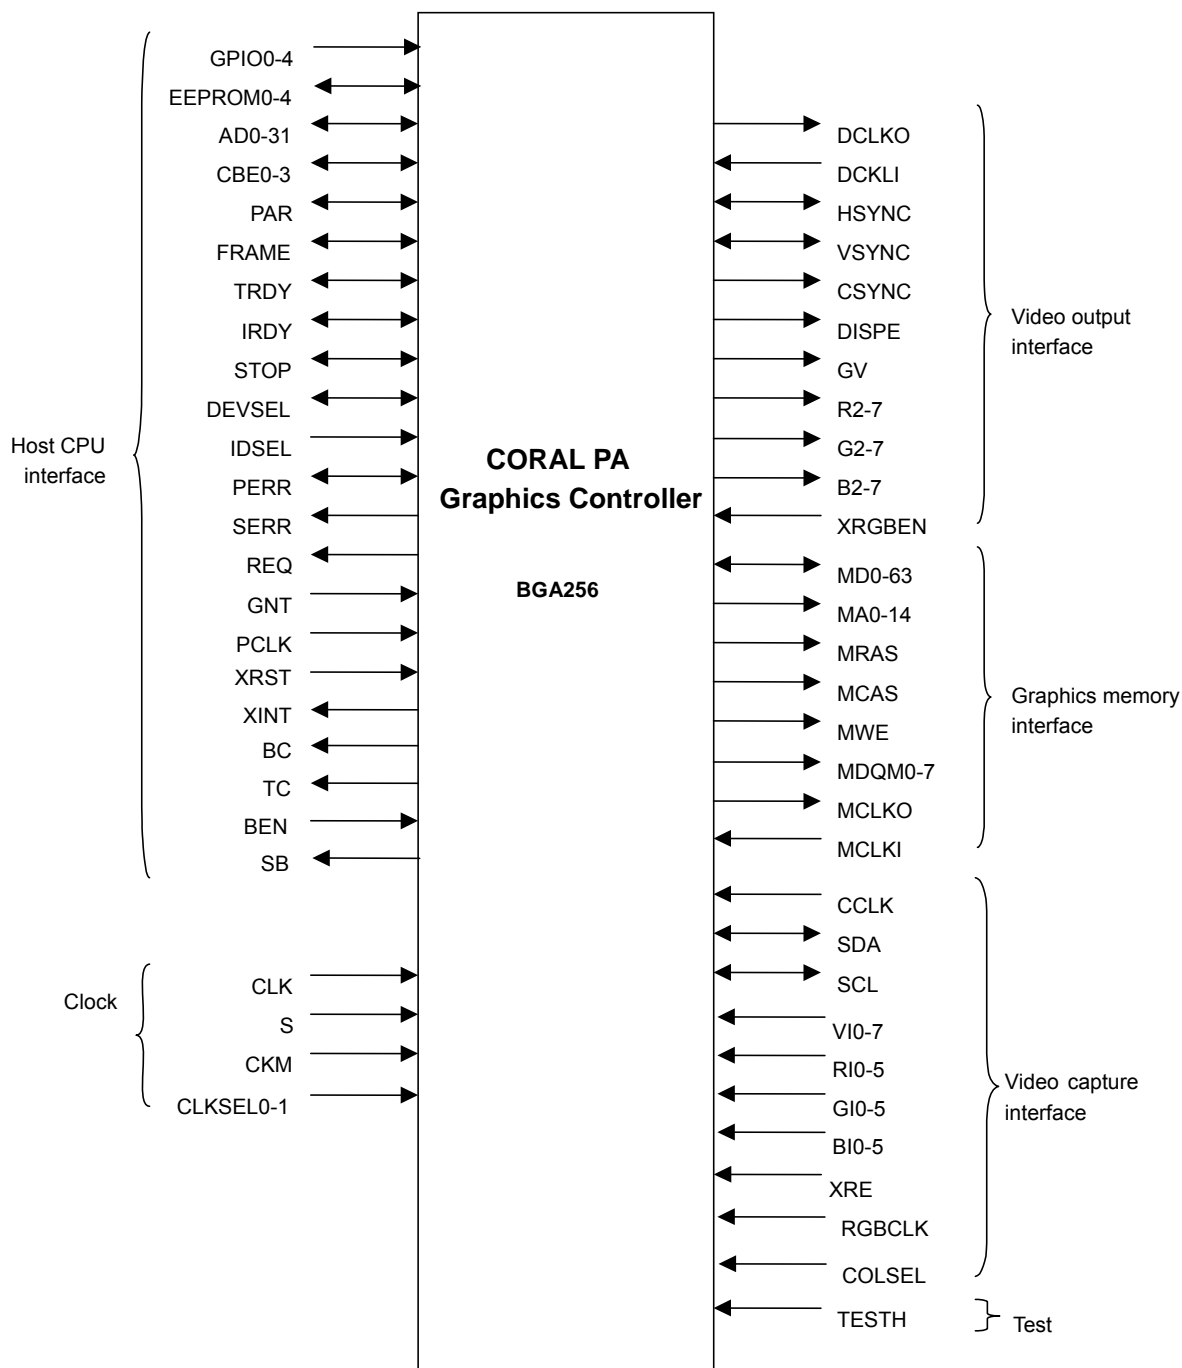 GPIO0-4
EEPROM0-4
AD0-31
CBE0-3
PAR
FRAME
TRDY
IRDY
STOP
DEVSEL
IDSEL
PERR
SERR
REQ
GNT
PCLK
XRST
XINT
BC
TC
BEN
SB
Host CPU
interface
CLK
S
CKM
CLKSEL0-1
Clock
CORAL PA
Graphics Controller
BGA256
DCLKO
DCKLI
HSYNC
VSYNC
CSYNC
DISPE
GV
R2-7
G2-7
B2-7
XRGBEN
Video output
interface
MD0-63
MA0-14
MRAS
MCAS
MWE
MDQM0-7
MCLKO
MCLKI
Graphics memory
interface
CCLK
SDA
SCL
VI0-7
RI0-5
GI0-5
BI0-5
XRE
RGBCLK
COLSEL
Video capture
interface
TESTH
Test